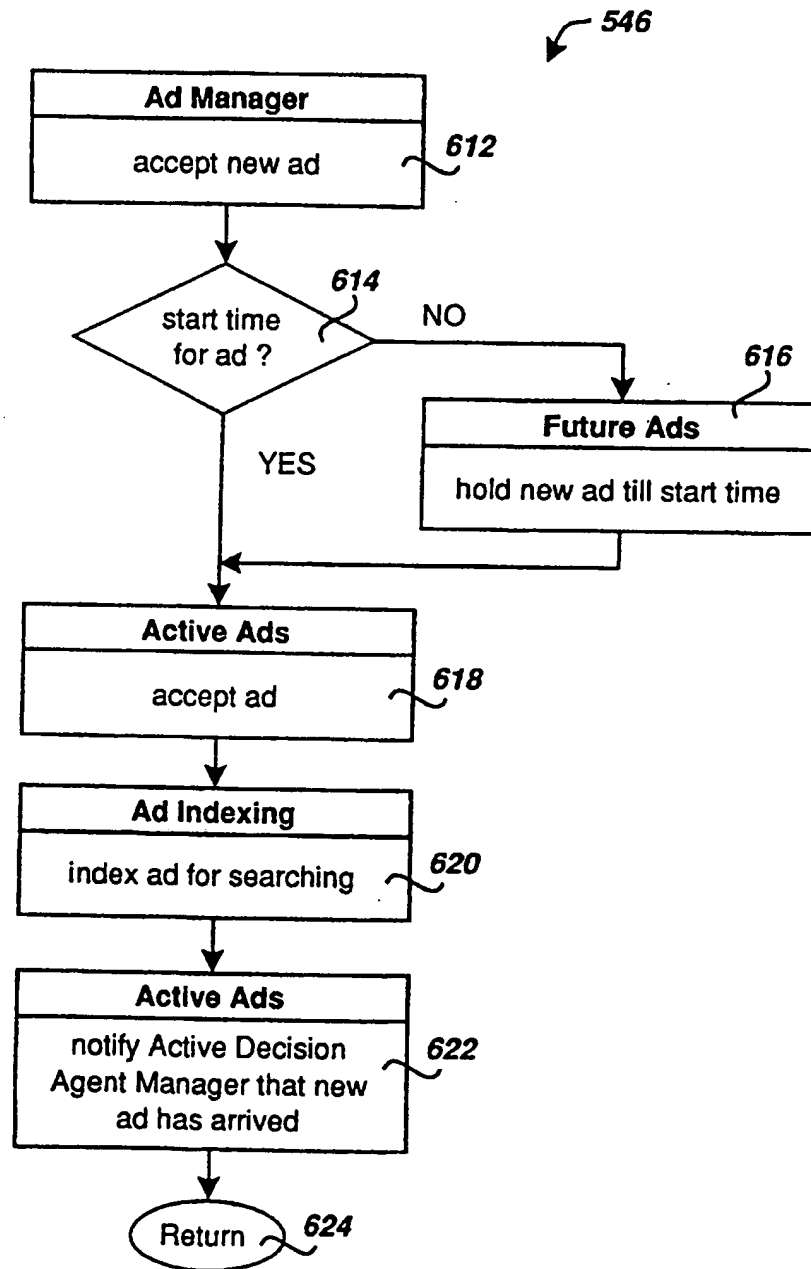 546
Ad Manager
accept new ad
612
614
start time
for ad ?
NO
616
YES
Future Ads
hold new ad till start time
Active Ads
accept ad
618
Ad Indexing
index ad for searching
620
Active Ads
notify Active Decision
Agent Manager that new
ad has arrived
622
Return
624